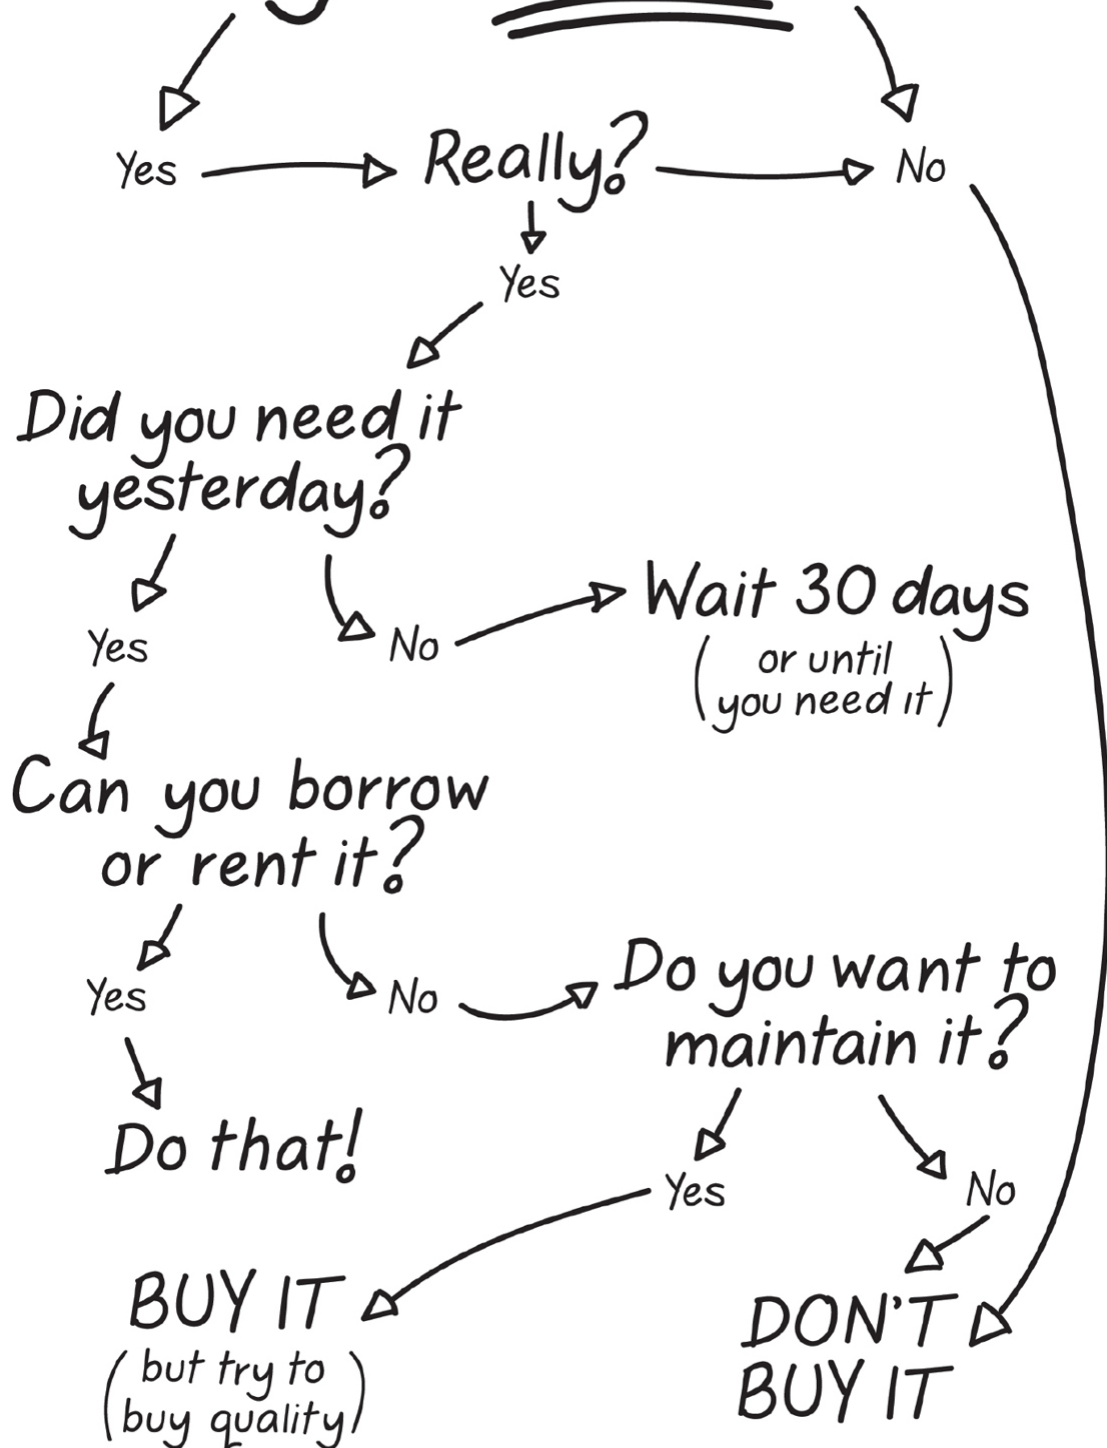 Yes
Really?
No
Yes
Did you need it
yesterday?
Yes
No
Wait 30 days
(or until
you need it)
Can you borrow
or rent it?
Yes
No
Do you want to
maintain it?
Do that!
Yes
No
BUY IT
(but try to
buy quality)
DON'T
BUY IT